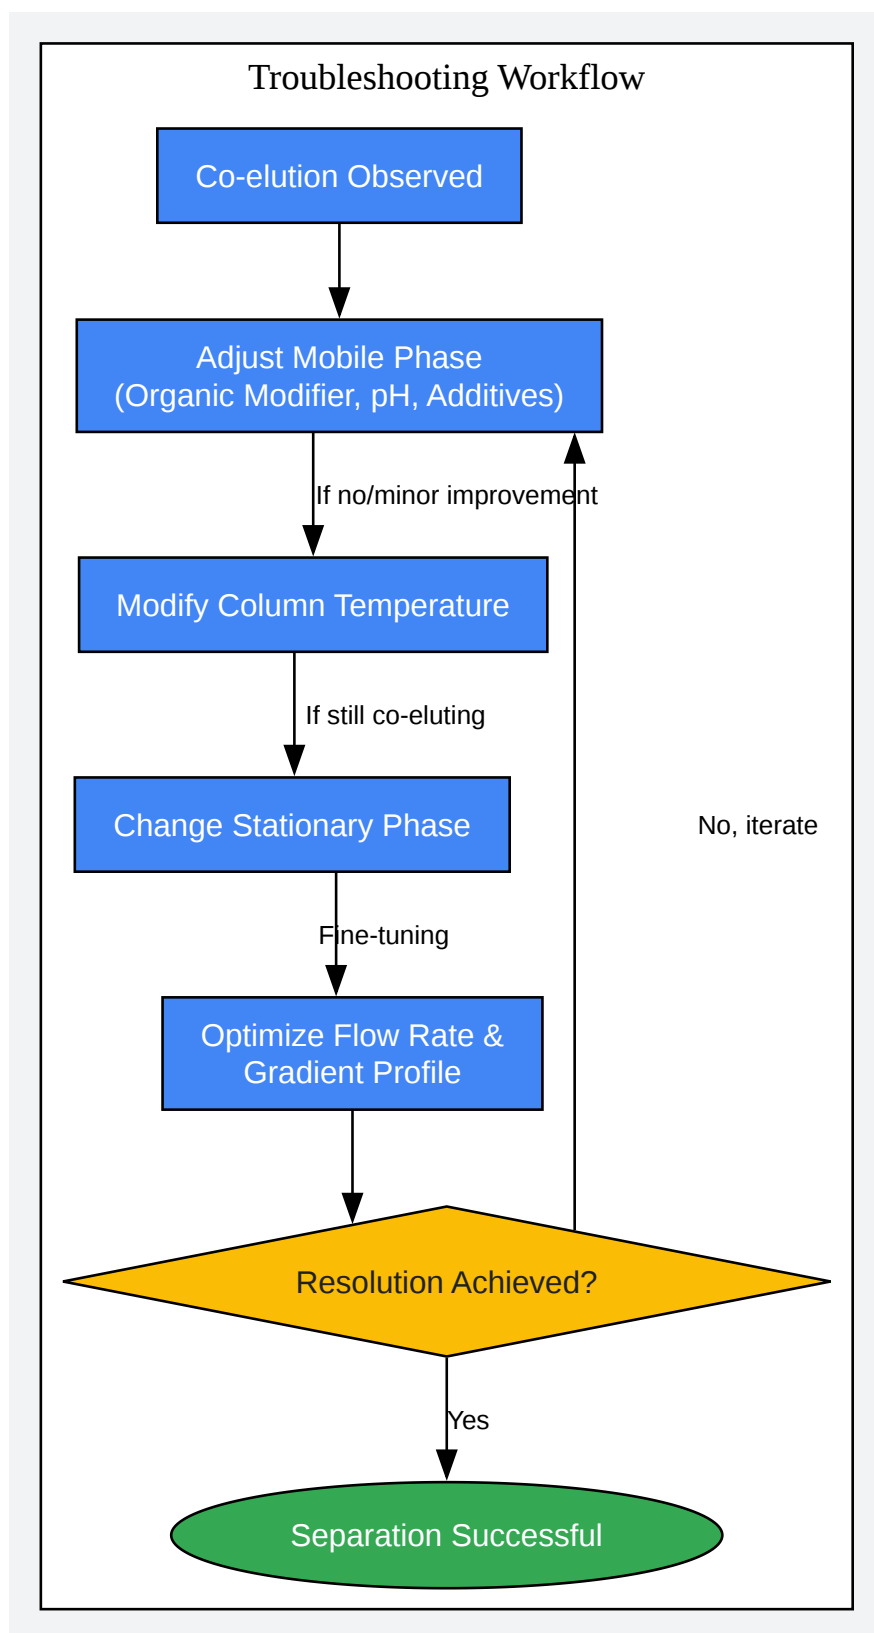 Troubleshooting Workflow
Co-elution Observed
Adjust Mobile Phase
(Organic Modifier, pH, Additives)
If no/minor improvement
Modify Column Temperature
If still co-eluting
Change Stationary Phase
No, iterate
Fine-tuning
Optimize Flow Rate &
Gradient Profile
Resolution Achieved?
Yes
Separation Successful